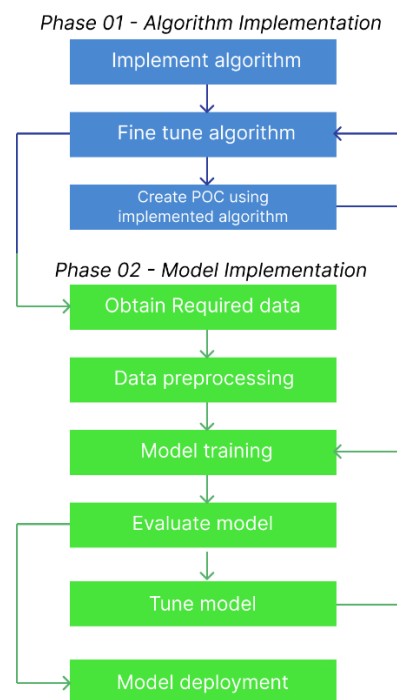 Phase 01 - Algorithm Implementation
Implement algorithm
Fine tune algorithm
Create POC using
implemented algorithm
Phase 02 - Model Implementation
Obtain Required data
Data preprocessing
Model training
Evaluate model
Tune model
Model deployment